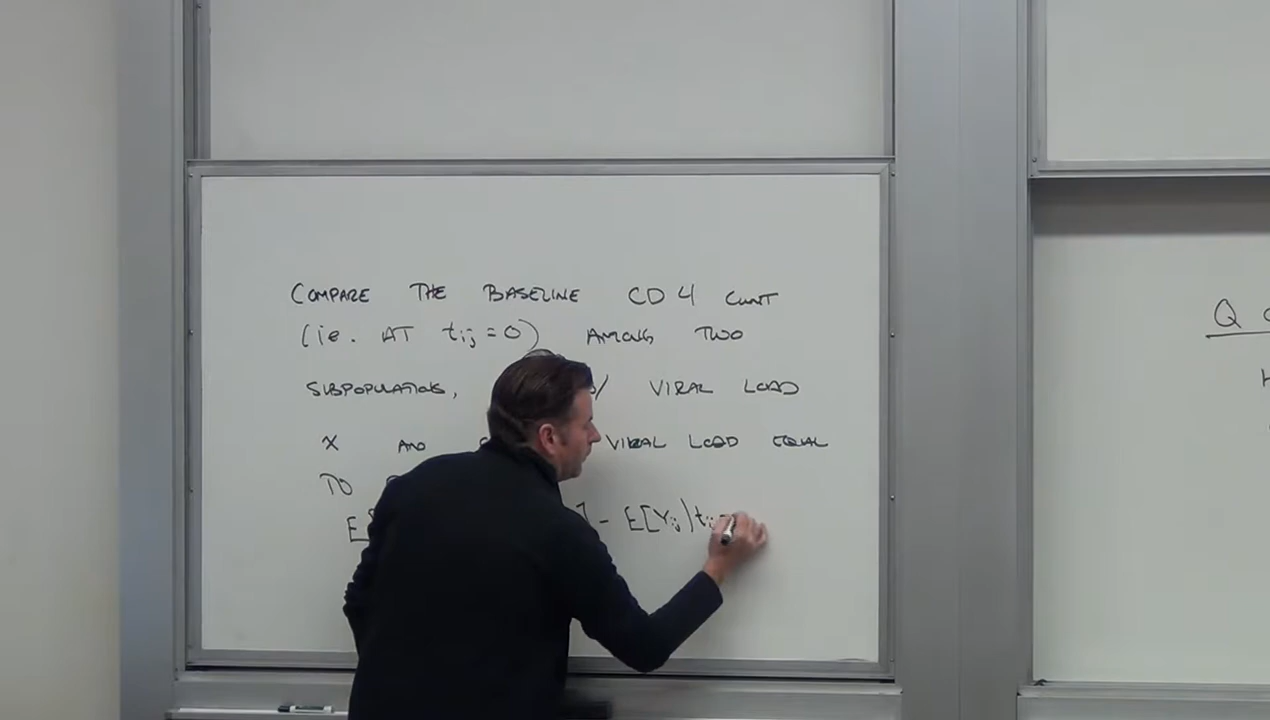 COMPARE THE BASELINE CD4 COUNT
(ie. AT tij = 0) AMONG TWO
SUBPOPULATIONS, / VIRAL LOAD
X AND VIRAL LOAD EQUAL
TO
E[ ] - E[Yij | tij =
Q